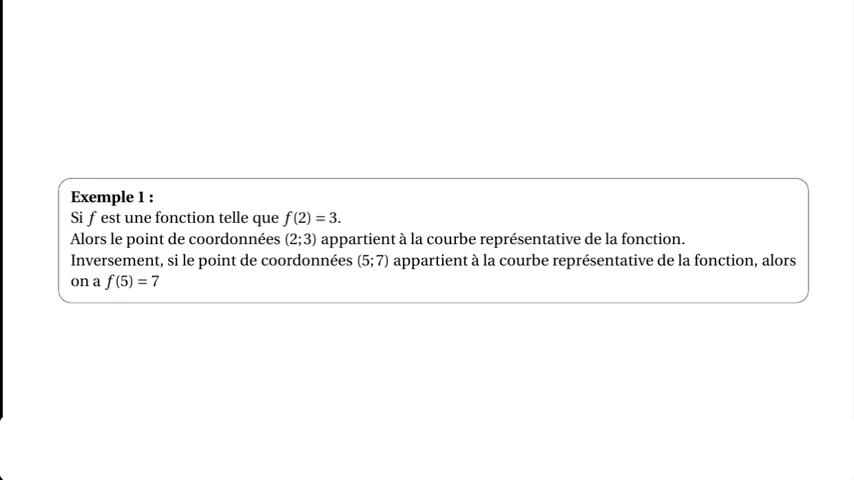 Exemple 1 :
Si f est une fonction telle que f(2) = 3.
Alors le point de coordonnées (2;3) appartient à la courbe représentative de la fonction.
Inversement, si le point de coordonnées (5;7) appartient à la courbe représentative de la fonction, alors
on a f(5) = 7